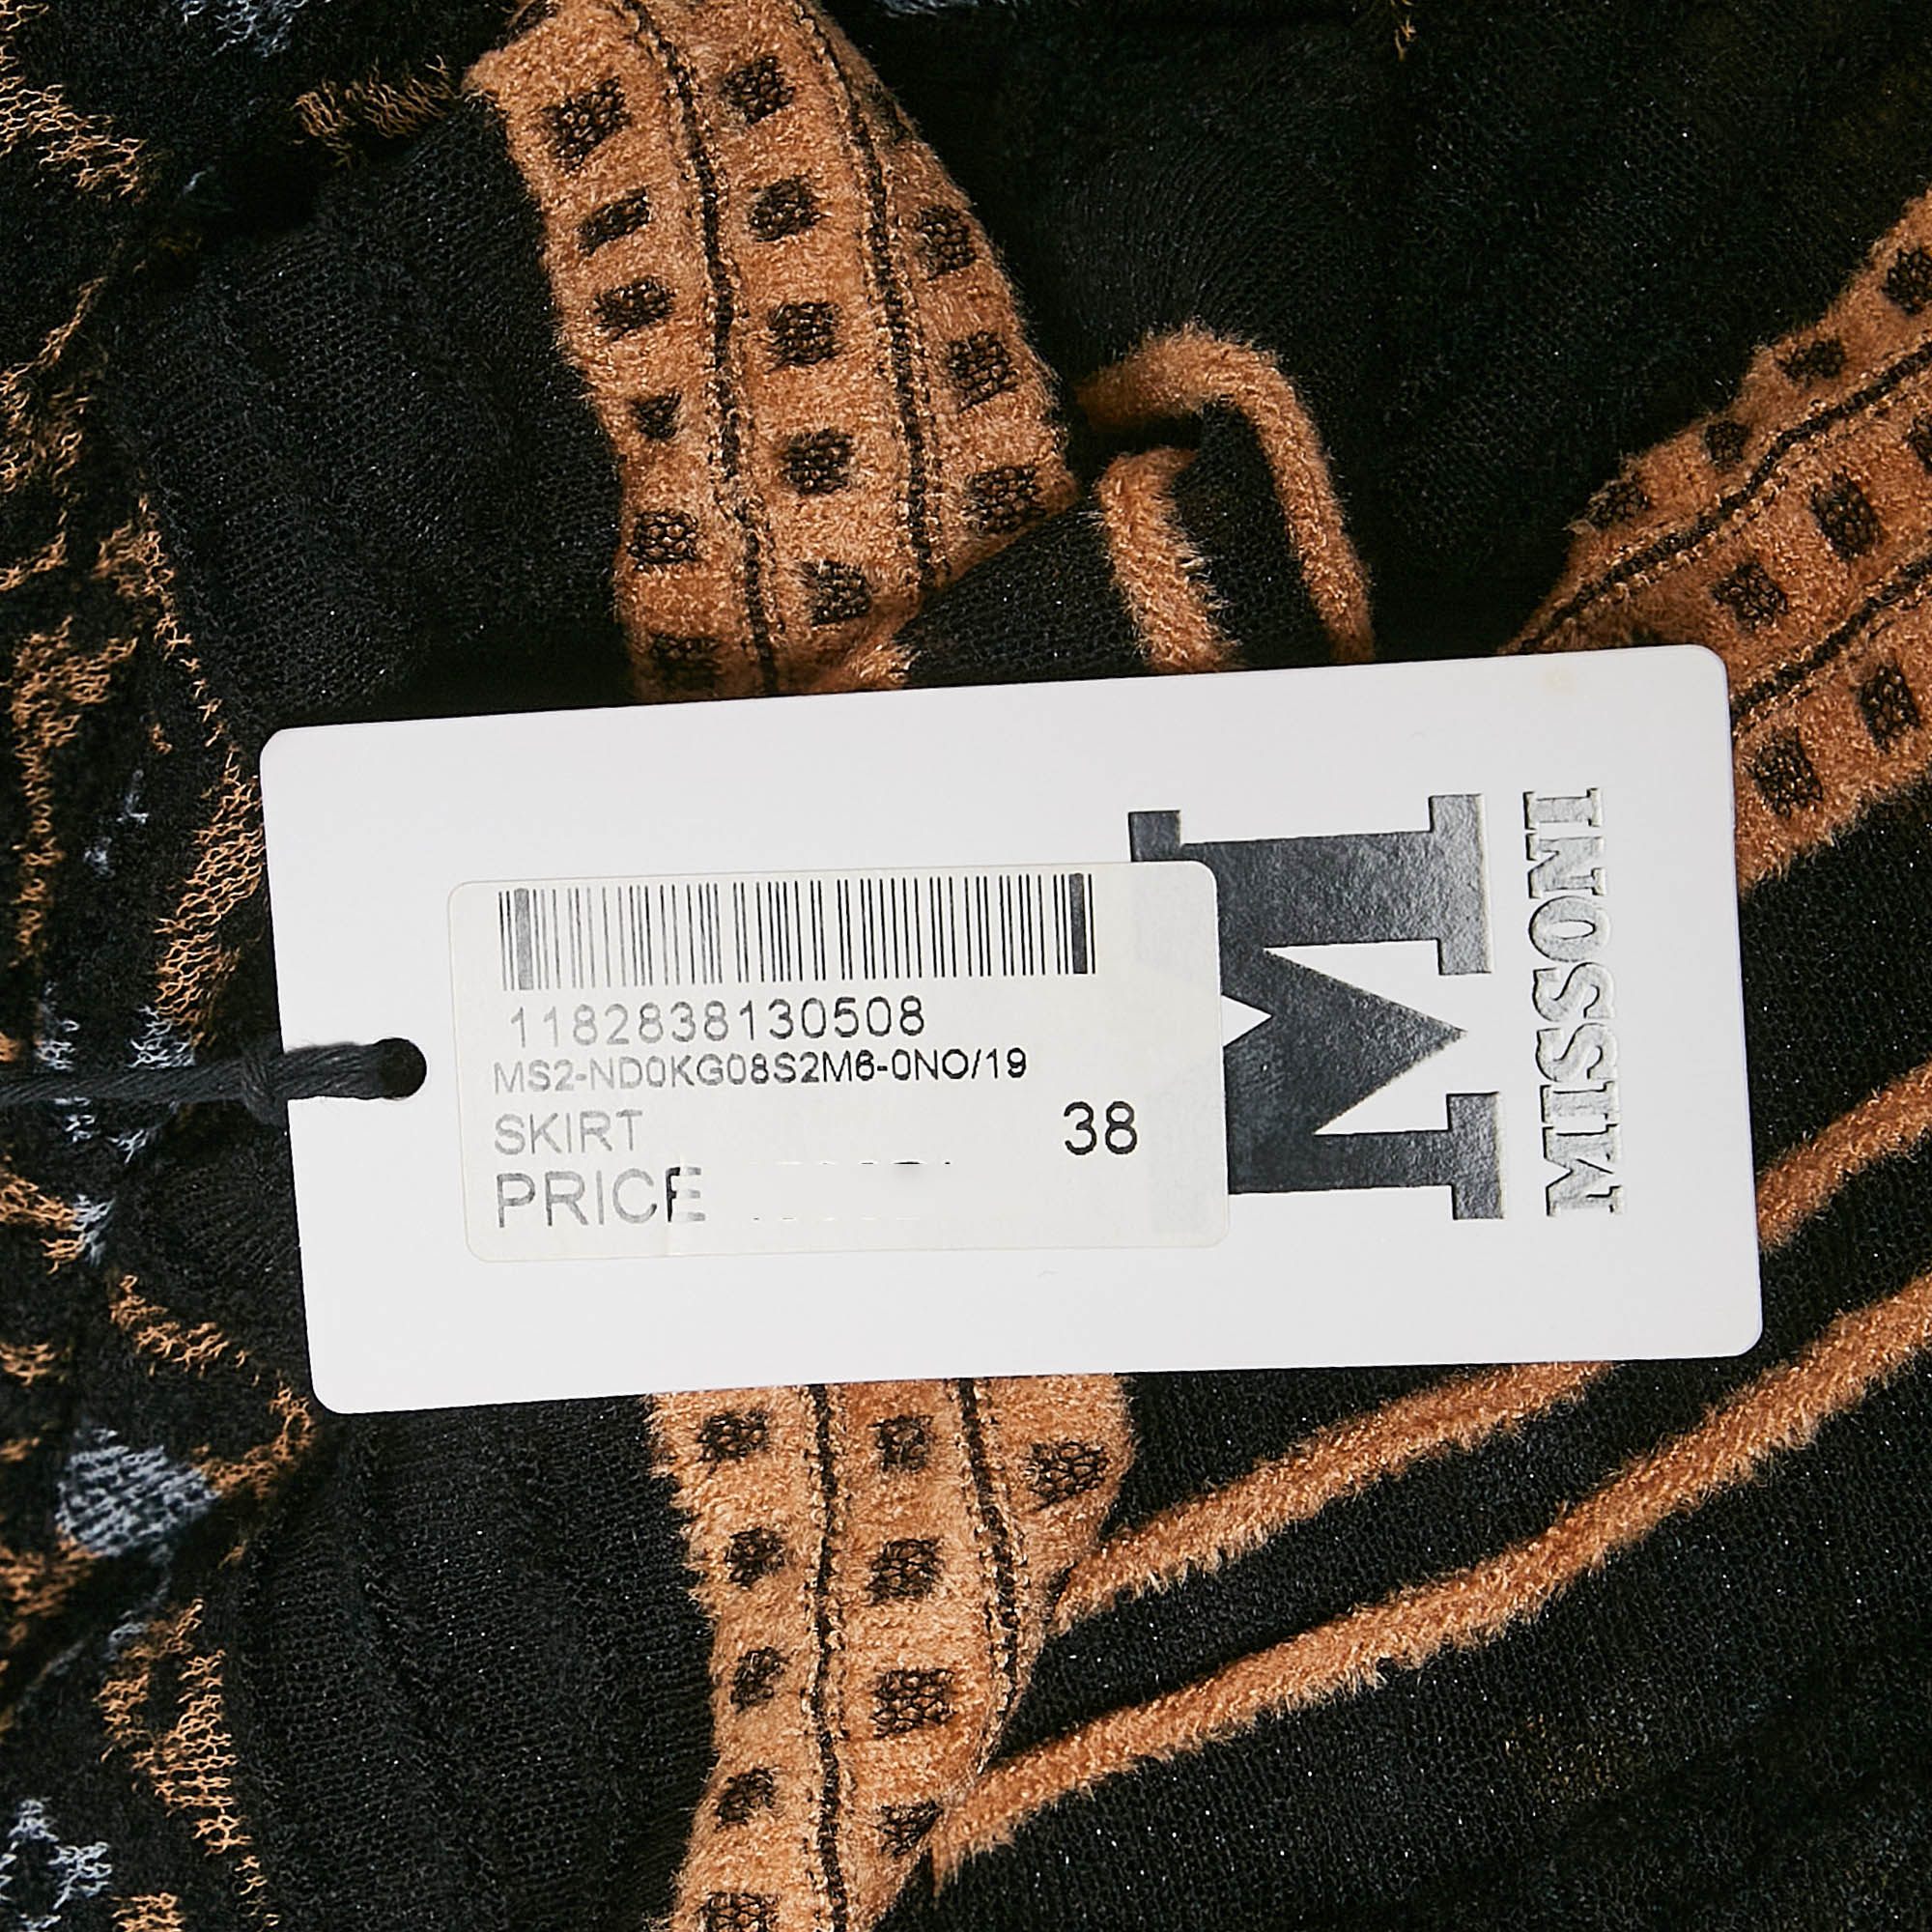 1182838130508
MS2-ND0KG08S2M6-0NO/19
SKIRT 38
PRICE
M
MISSONI